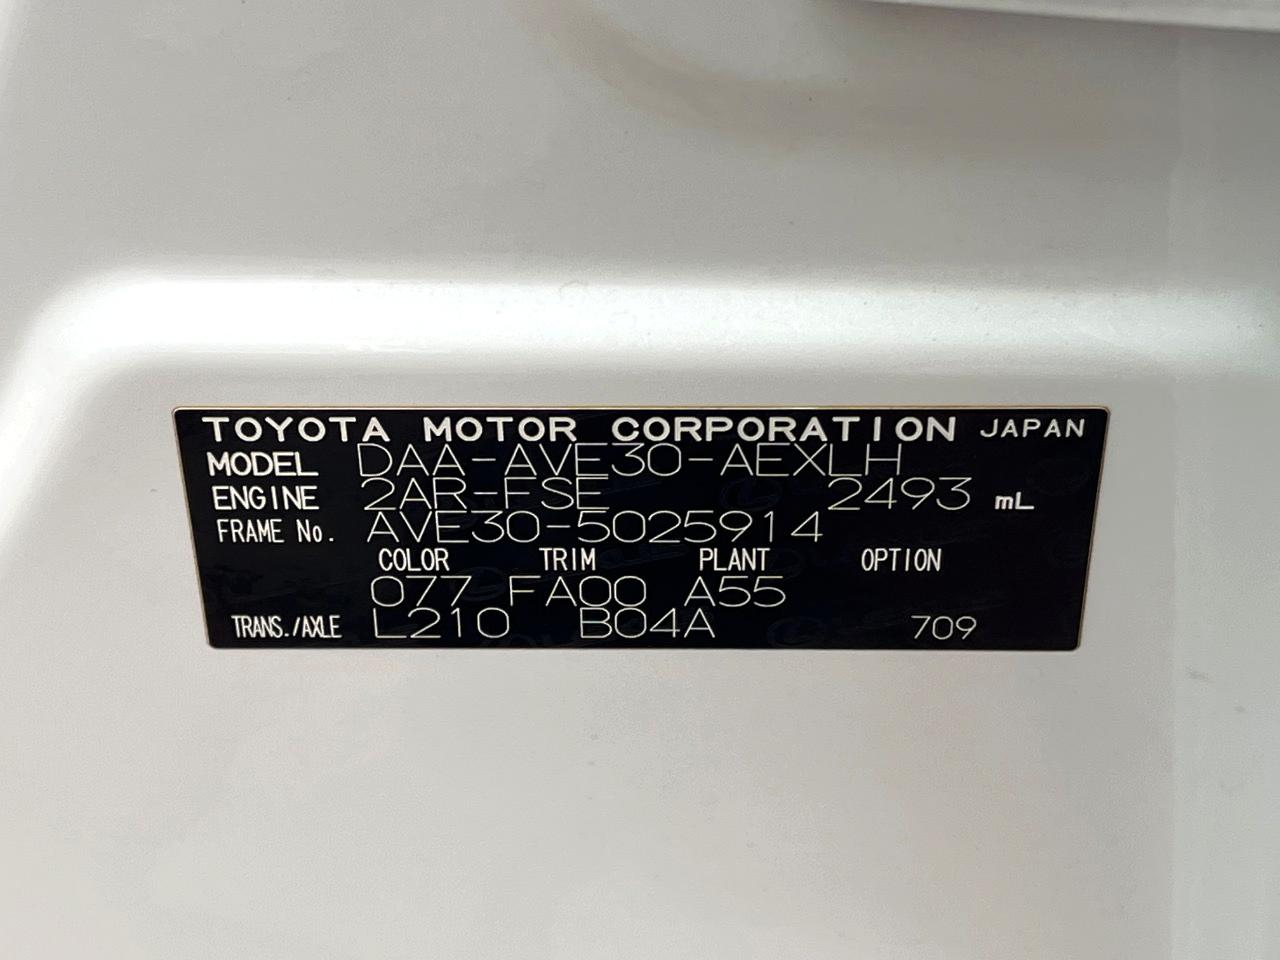 TOYOTA MOTOR CORPORATION JAPAN
MODEL DAA-AVE30-AEXLH
ENGINE 2AR-FSE 2493 mL
FRAME No. AVE30-5025914
COLOR TRIM PLANT OPTION
077 FA00 A55
TRANS./AXLE L210 B04A 709